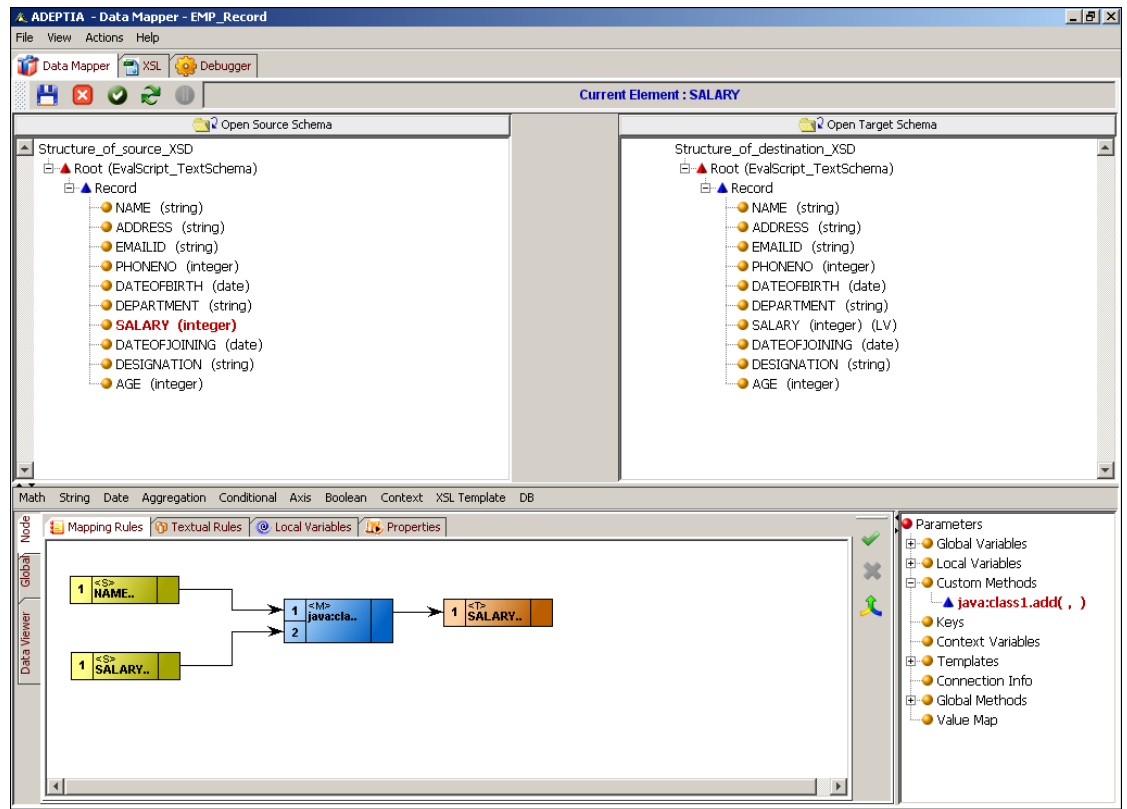 ADEPTIA - Data Mapper - EMP_Record
File View Actions Help
Data Mapper XSL Debugger
Current Element : SALARY
Open Source Schema
Structure_of_source_XSD
Root (EvalScript_TextSchema)
Record
NAME (string)
ADDRESS (string)
EMAILID (string)
PHONENO (integer)
DATEOFBIRTH (date)
DEPARTMENT (string)
SALARY (integer)
DATEOFJOINING (date)
DESIGNATION (string)
AGE (integer)
Open Target Schema
Structure_of_destination_XSD
Root (EvalScript_TextSchema)
Record
NAME (string)
ADDRESS (string)
EMAILID (string)
PHONENO (integer)
DATEOFBIRTH (date)
DEPARTMENT (string)
SALARY (integer) (LV)
DATEOFJOINING (date)
DESIGNATION (string)
AGE (integer)
Math String Date Aggregation Conditional Axis Boolean Context XSL Template DB
Node
Global
Data Viewer
Mapping Rules Textual Rules Local Variables Properties
1 <S> NAME..
1 <S> SALARY..
1 <M> java:cla..
2
1 <T> SALARY..
Parameters
Global Variables
Local Variables
Custom Methods
java:class1.add( , )
Keys
Context Variables
Templates
Connection Info
Global Methods
Value Map